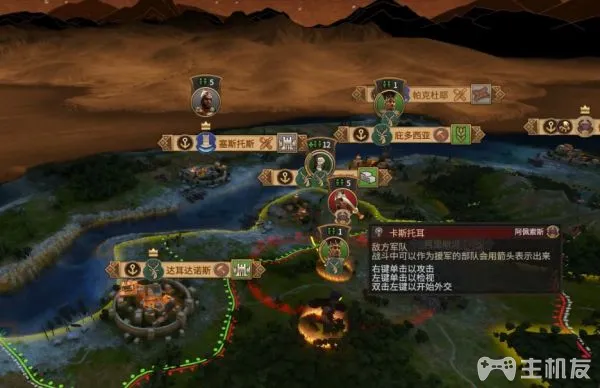 5
1
帕克杜耶
塞斯托斯
12
庇多西亚
5
卡斯托耳
阿佩索斯
敌方军队
战斗中可以作为援军的部队会用箭头表示出来
右键单击以攻击
左键单击以检视
双击左键以开始外交
1
达耳达诺斯
主机友